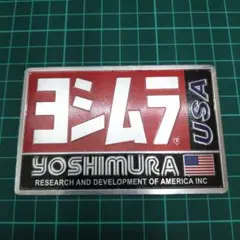 ヨシムラ
®
USA
YOSHIMURA
RESEARCH AND DEVELOPMENT OF AMERICA INC